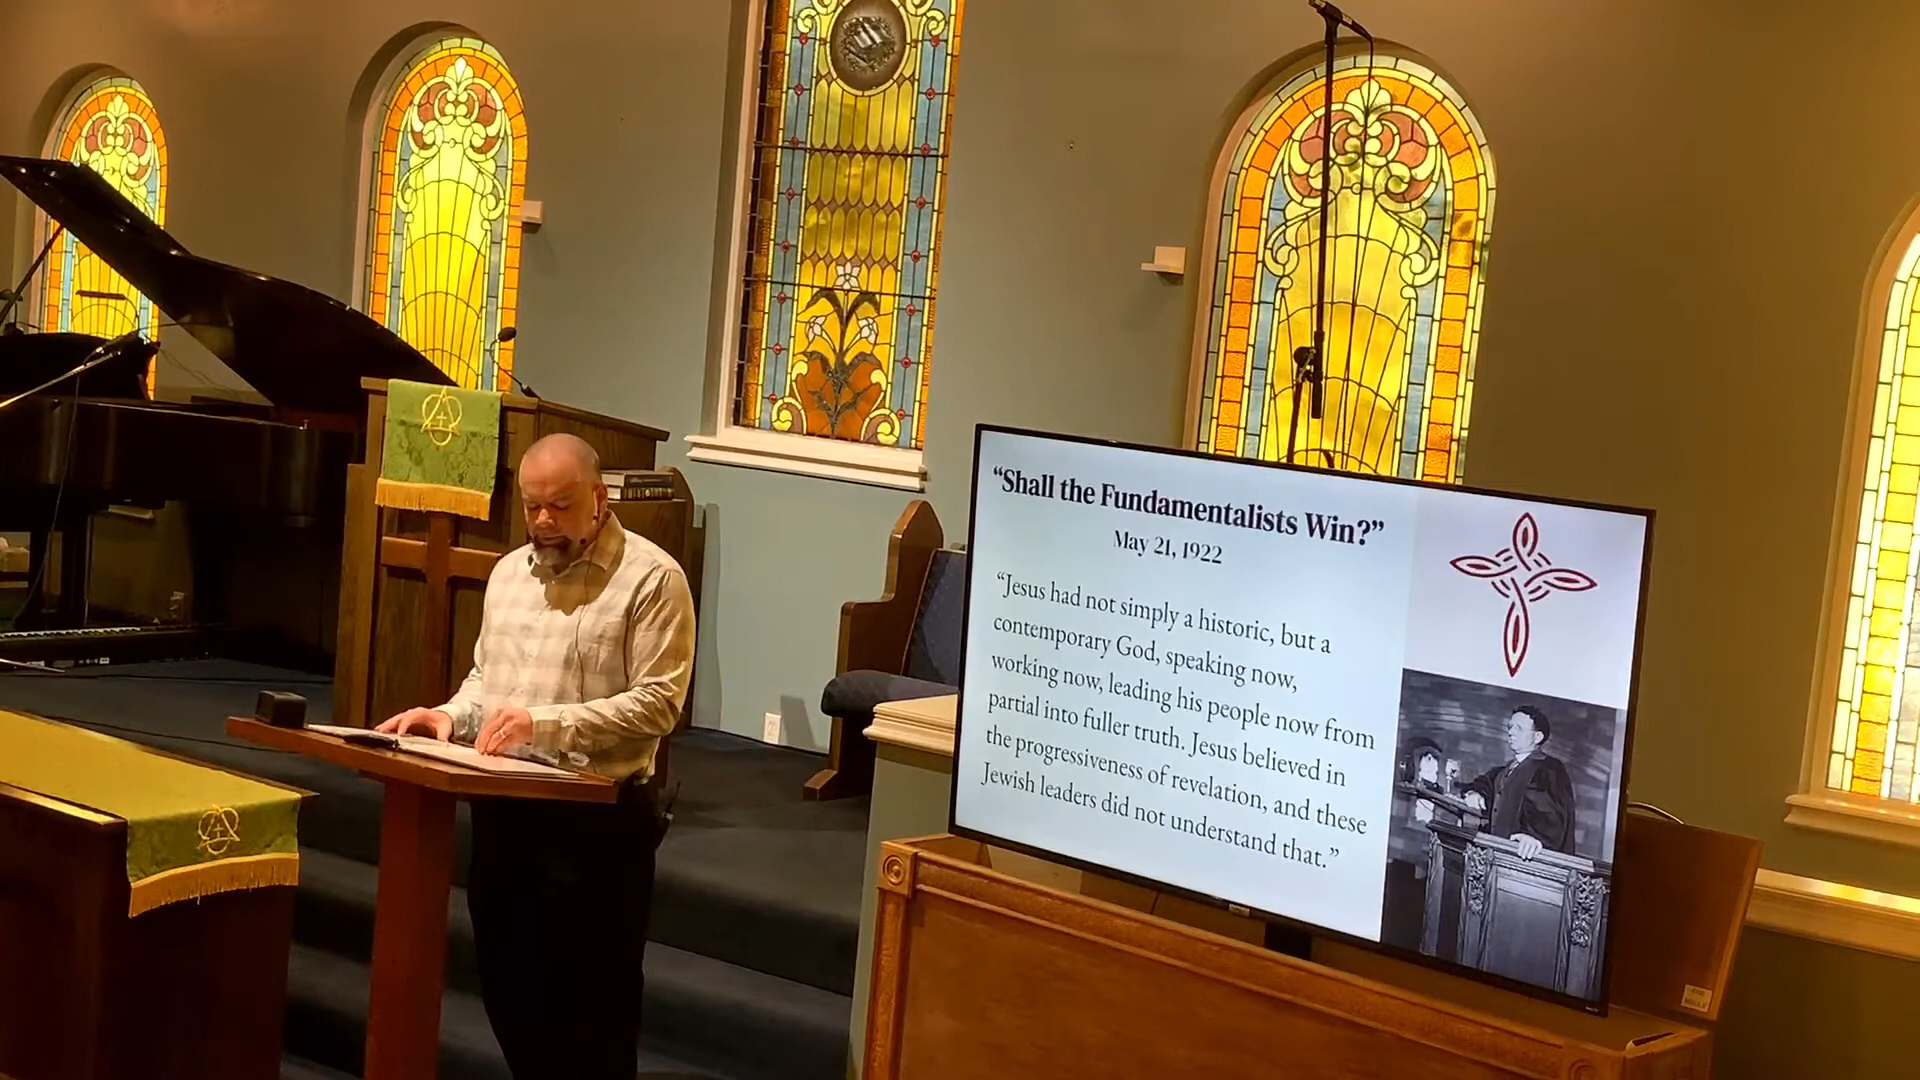 “Shall the Fundamentalists Win?”
May 21, 1922
“Jesus had not simply a historic, but a
contemporary God, speaking now,
working now, leading his people now from
partial into fuller truth. Jesus believed in
the progressiveness of revelation, and these
Jewish leaders did not understand that.”